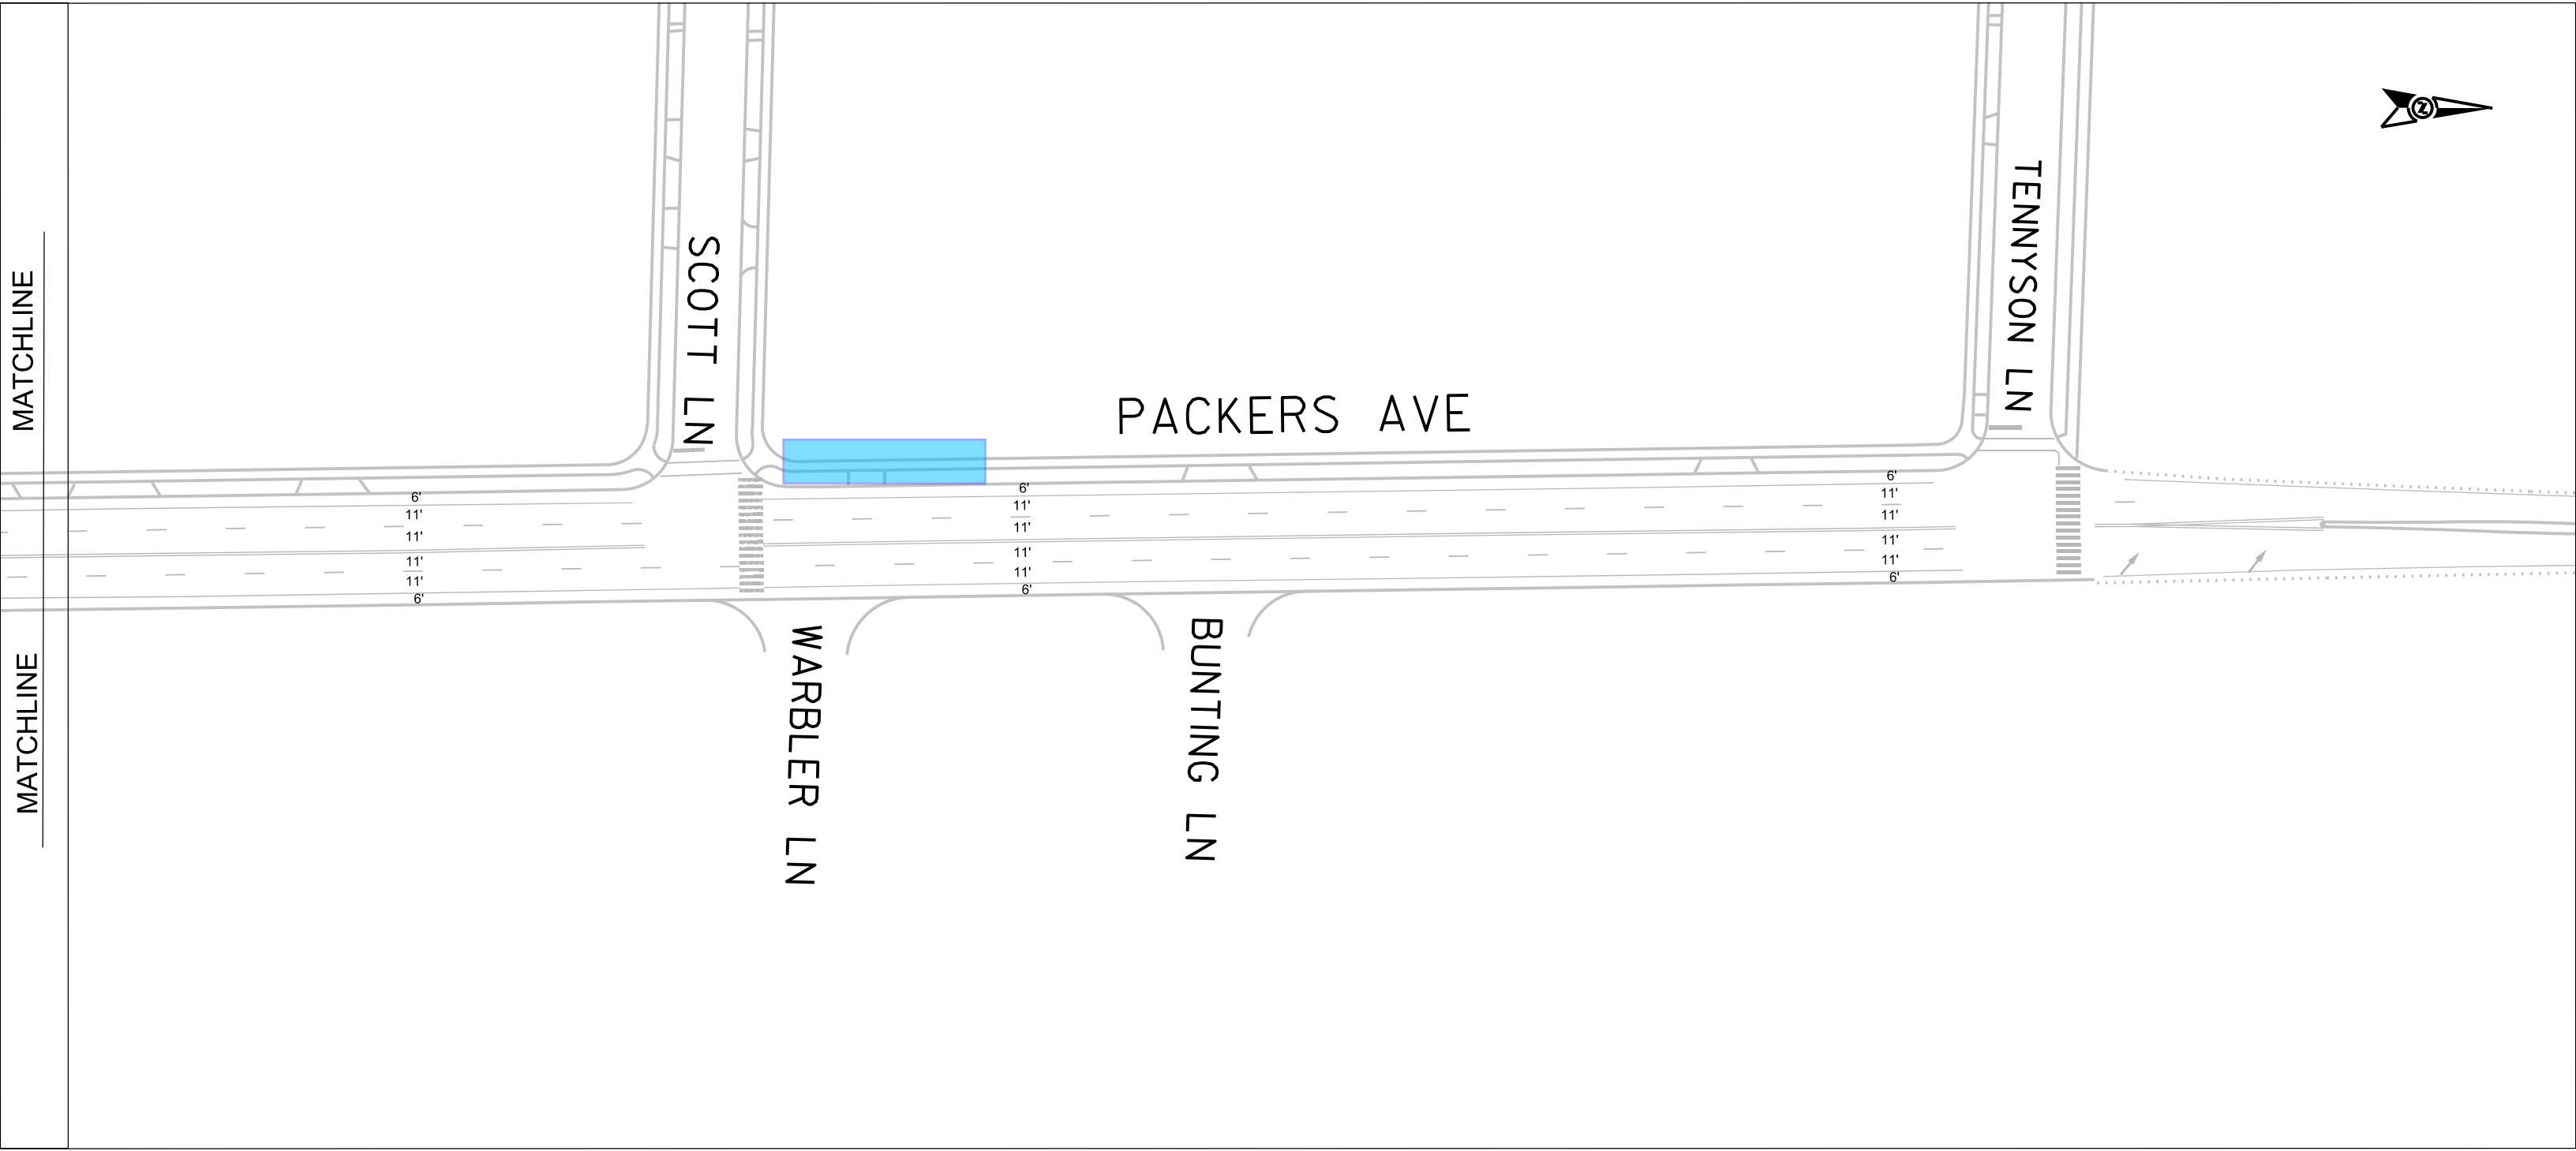 MATCHLINE
MATCHLINE
SCOTT LN
PACKERS AVE
TENNYSON LN
Z
6'
11'
11'
11'
11'
6'
6'
11'
11'
11'
11'
6'
6'
11'
11'
11'
11'
6'
WARBLER LN
BUNTING LN